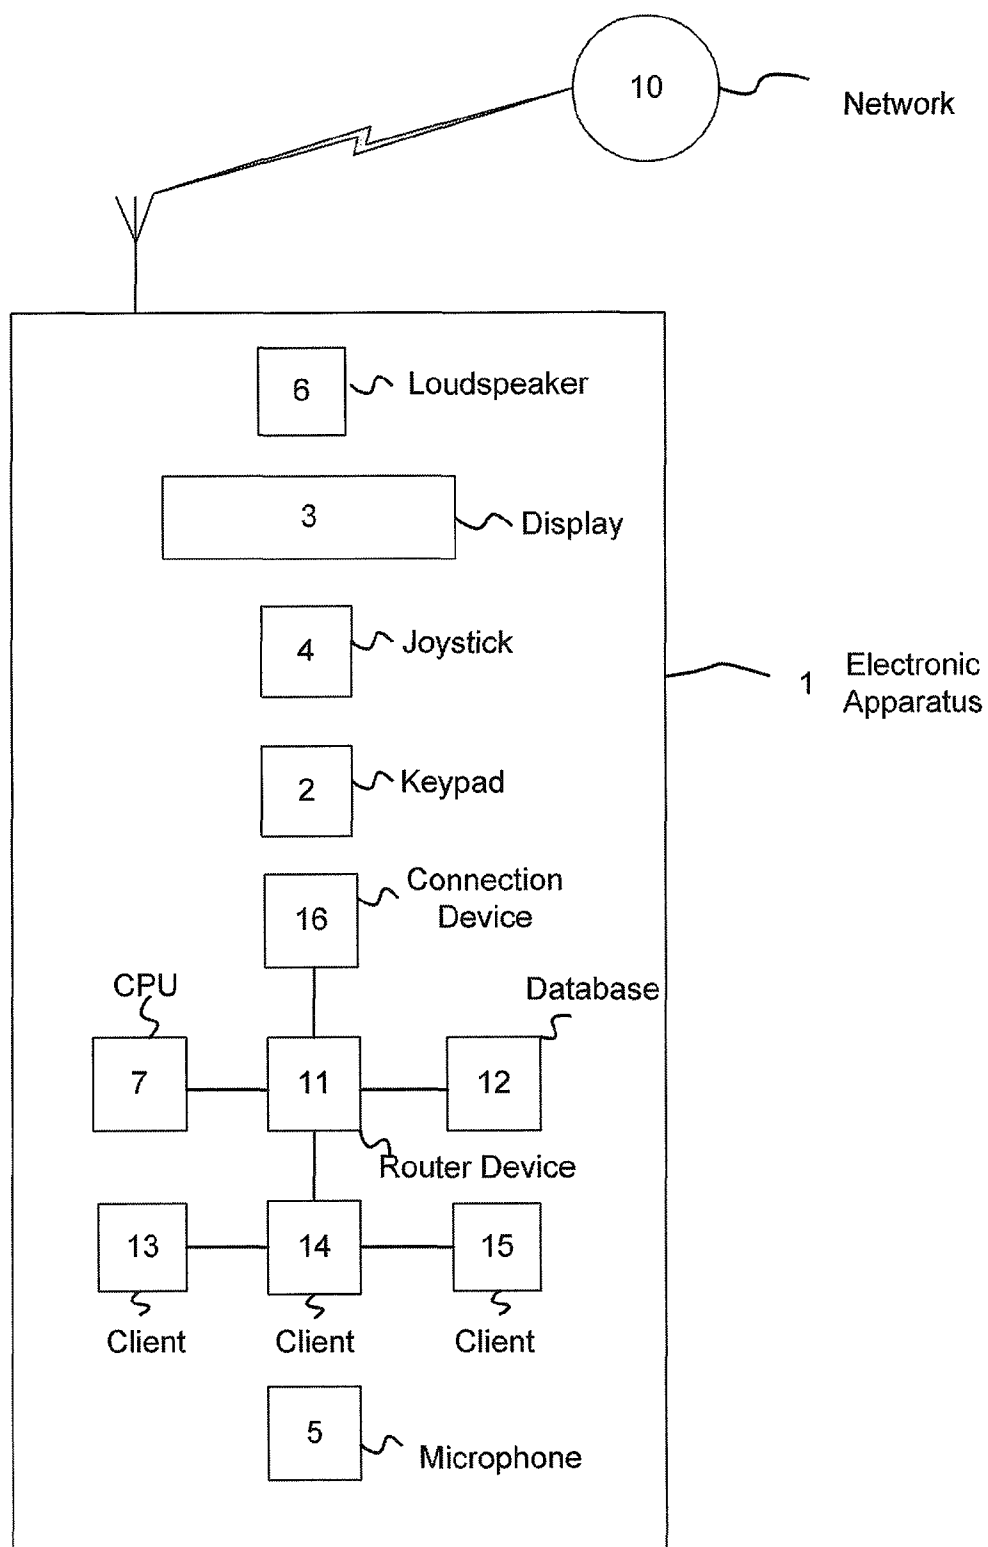 10
Network
6
Loudspeaker
3
Display
4
Joystick
1
Electronic
Apparatus
2
Keypad
Connection
Device
16
CPU
Database
7
11
12
Router Device
13
14
15
Client
Client
Client
5
Microphone